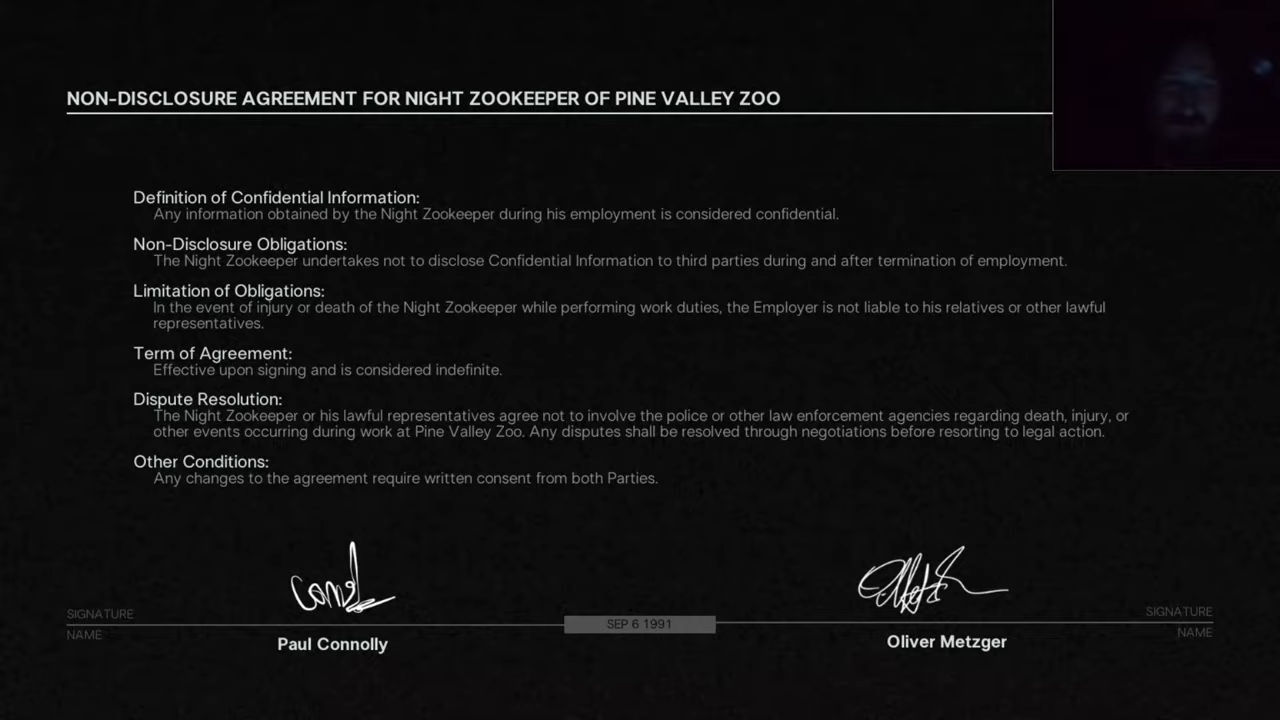 NON-DISCLOSURE AGREEMENT FOR NIGHT ZOOKEEPER OF PINE VALLEY ZOO
Definition of Confidential Information:
Any information obtained by the Night Zookeeper during his employment is considered confidential.
Non-Disclosure Obligations:
The Night Zookeeper undertakes not to disclose Confidential Information to third parties during and after termination of employment.
Limitation of Obligations:
In the event of injury or death of the Night Zookeeper while performing work duties, the Employer is not liable to his relatives or other lawful
representatives.
Term of Agreement:
Effective upon signing and is considered indefinite.
Dispute Resolution:
The Night Zookeeper or his lawful representatives agree not to involve the police or other law enforcement agencies regarding death, injury, or
other events occurring during work at Pine Valley Zoo. Any disputes shall be resolved through negotiations before resorting to legal action.
Other Conditions:
Any changes to the agreement require written consent from both Parties.
SIGNATURE
NAME
Paul Connolly
SEP 6 1991
SIGNATURE
NAME
Oliver Metzger